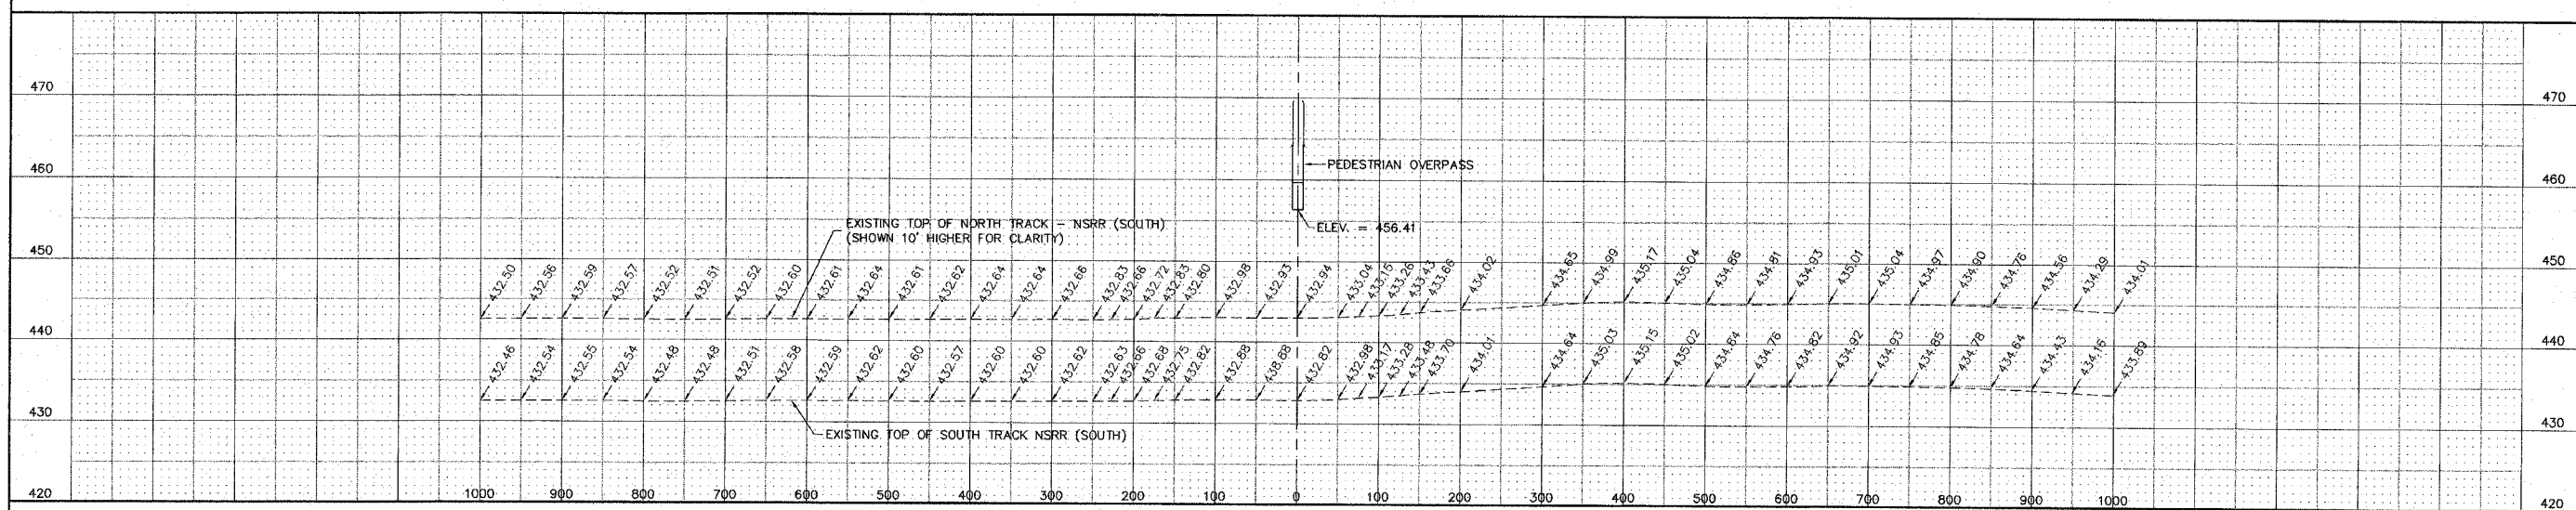 470 470
PEDESTRIAN OVERPASS
460 460
EXISTING TOP OF NORTH TRACK - NSRR (SOUTH)
(SHOWN 10' HIGHER FOR CLARITY)
ELEV. = 456.41
450 450
432.50 432.56 432.59 432.57 432.52 432.51 432.52 432.60 432.61 432.64 432.61 432.62 432.64 432.64 432.66 432.83 432.66 432.72 432.83 432.80 432.98 432.93 432.94 433.04 433.15 433.26 433.43 433.66 434.02 434.65 434.99 435.17 435.04 434.86 434.81 434.93 435.01 435.04 434.97 434.90 434.76 434.56 434.29 434.01
440 440
432.46 432.54 432.55 432.54 432.48 432.48 432.51 432.58 432.59 432.62 432.60 432.57 432.60 432.60 432.62 432.63 432.66 432.68 432.75 432.82 432.88 438.88 432.82 432.98 433.17 433.28 433.48 433.70 434.01 434.64 435.03 435.15 435.02 434.84 434.76 434.82 434.92 434.93 434.85 434.78 434.64 434.43 434.16 433.89
430 430
EXISTING TOP OF SOUTH TRACK NSRR (SOUTH)
420 1000 900 800 700 600 500 400 300 200 100 0 100 200 300 400 500 600 700 800 900 1000 420